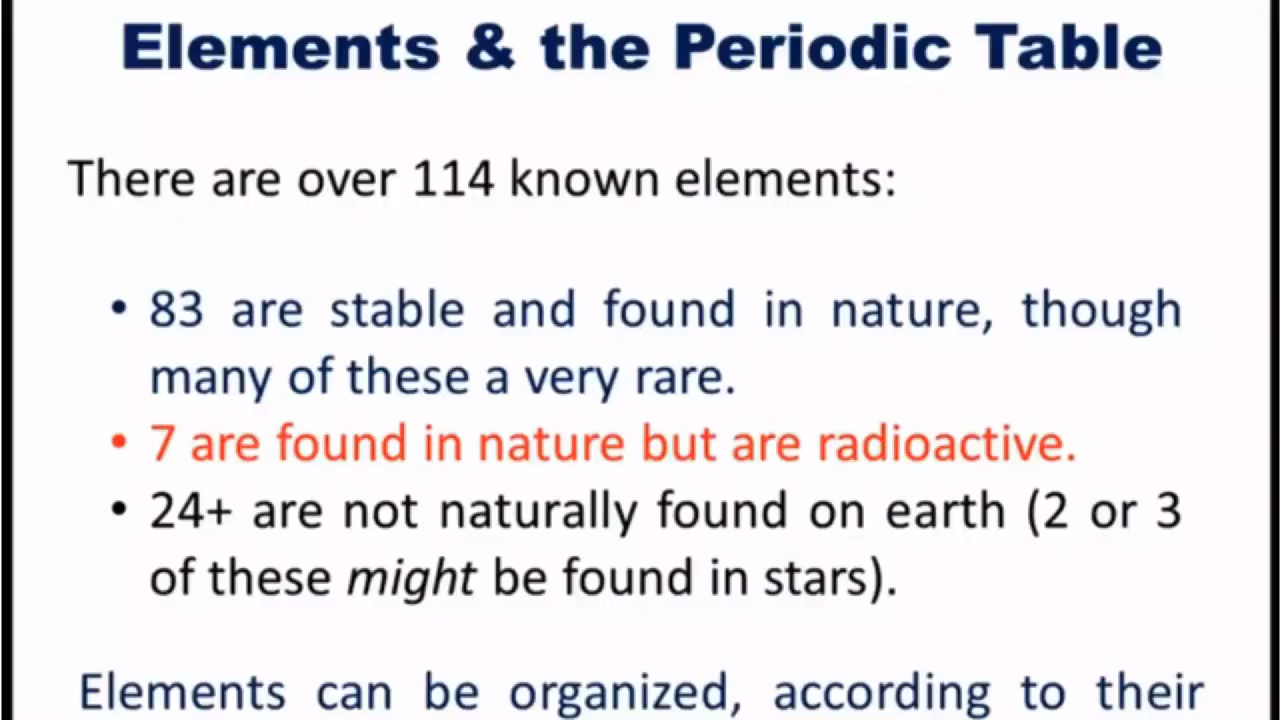 Elements & the Periodic Table
There are over 114 known elements:
• 83 are stable and found in nature, though
many of these a very rare.
• 7 are found in nature but are radioactive.
• 24+ are not naturally found on earth (2 or 3
of these might be found in stars).
Elements can be organized, according to their